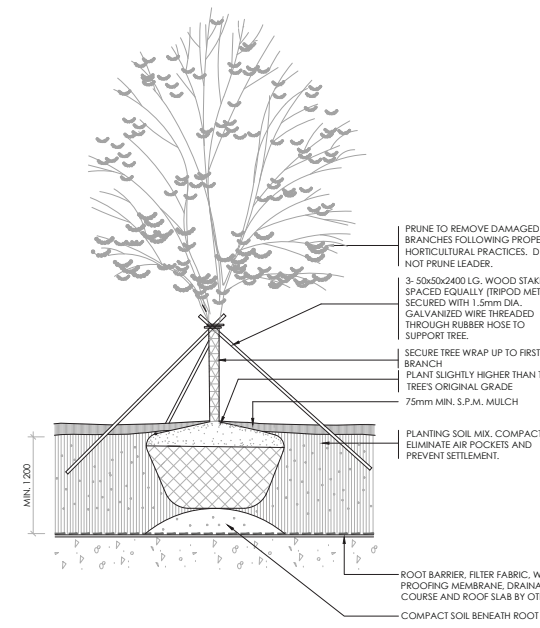 PRUNE TO REMOVE DAMAGED
BRANCHES FOLLOWING PROPE
HORTICULTURAL PRACTICES. D
NOT PRUNE LEADER.
3- 50x50x2400 LG. WOOD STAK
SPACED EQUALLY (TRIPOD MET
SECURED WITH 1.5mm DIA.
GALVANIZED WIRE THREADED
THROUGH RUBBER HOSE TO
SUPPORT TREE.
SECURE TREE WRAP UP TO FIRST
BRANCH
PLANT SLIGHTLY HIGHER THAN T
TREE'S ORIGINAL GRADE
75mm MIN. S.P.M. MULCH
PLANTING SOIL MIX. COMPACT
ELIMINATE AIR POCKETS AND
PREVENT SETTLEMENT.
MIN. 1200
ROOT BARRIER, FILTER FABRIC, W
PROOFING MEMBRANE, DRAINA
COURSE AND ROOF SLAB BY OT
COMPACT SOIL BENEATH ROOT